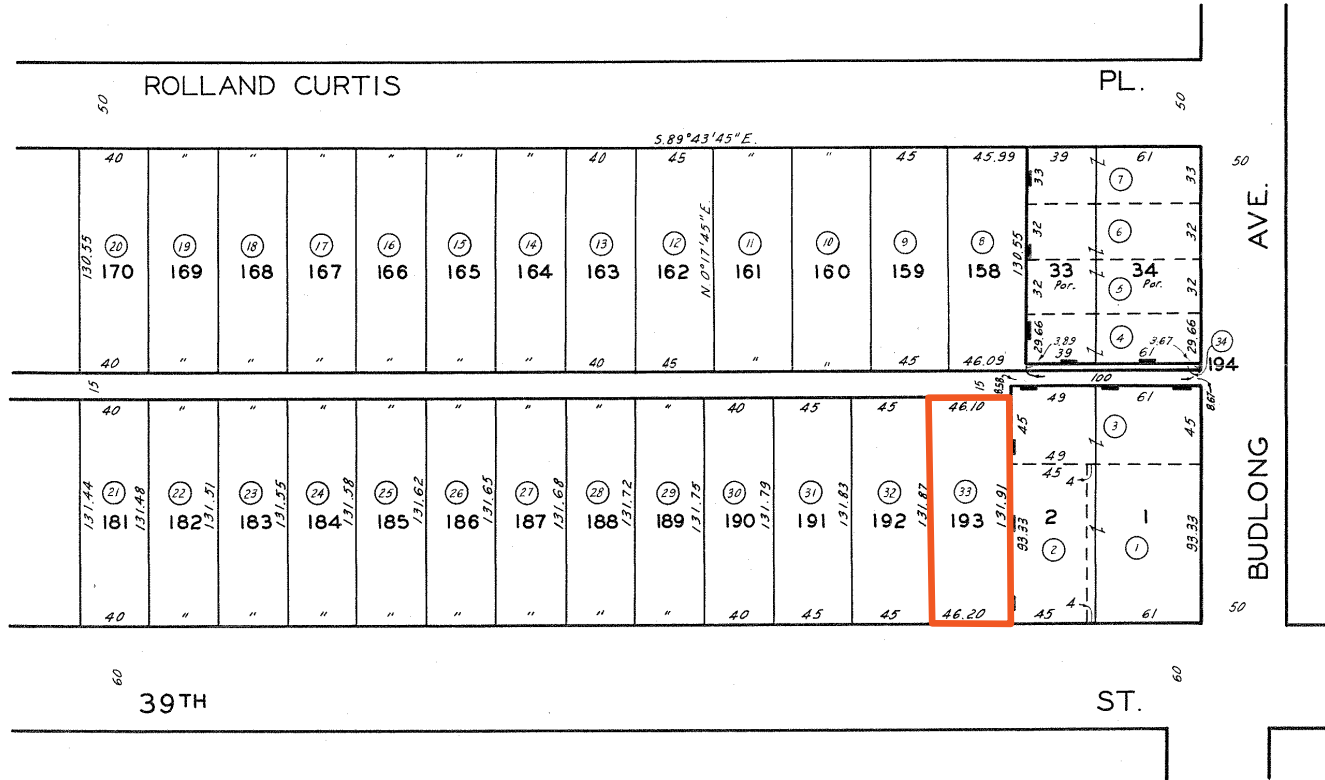 ROLLAND CURTIS PL.
50 50
S.89°43'45"E.
40 " " " " " " 40 45 " " 45 45.99 39 61 50
33 7 33
AVE.
130.55 20 19 18 17 16 15 14 13 12 N 0°17'45"E. 11 10 9 8 130.55 32 6 32
170 169 168 167 166 165 164 163 162 161 160 159 158 33 34
Por. Por.
32 5 32
29.66 4 29.66
3.89 3.67 34
40 " " " " " " 40 45 " " 45 46.09 39 61 194
15 15 8.58 100 8.67
40 " " " " " " " " 40 45 45 46.10 49 61
45 3 45
49
45 4
131.44 21 131.48 22 131.51 23 131.55 24 131.58 25 131.62 26 131.65 27 131.68 28 131.72 29 131.75 30 131.79 31 131.83 32 131.87 33 131.91
181 182 183 184 185 186 187 188 189 190 191 192 193 2 1
93.33 2 1 93.33
BUDLONG
4
40 " " " " " " " " 40 45 45 46.20 45 61 50
60 60
39TH ST.